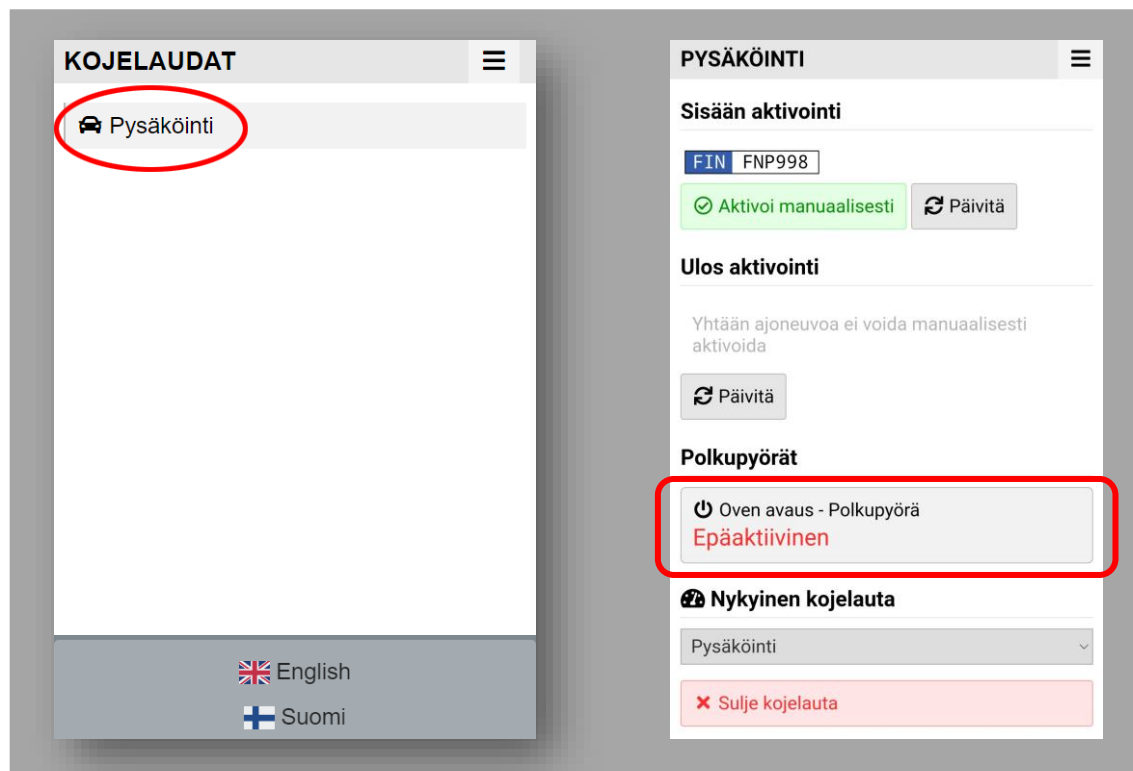 KOJELAUDAT
Pysäköinti
English
Suomi
PYSÄKÖINTI
Sisään aktivointi
FIN FNP998
Aktivoi manuaalisesti
Päivitä
Ulos aktivointi
Yhtään ajoneuvoa ei voida manuaalisesti
aktivoida
Päivitä
Polkupyörät
Oven avaus - Polkupyörä
Epäaktiivinen
Nykyinen kojelauta
Pysäköinti
Sulje kojelauta